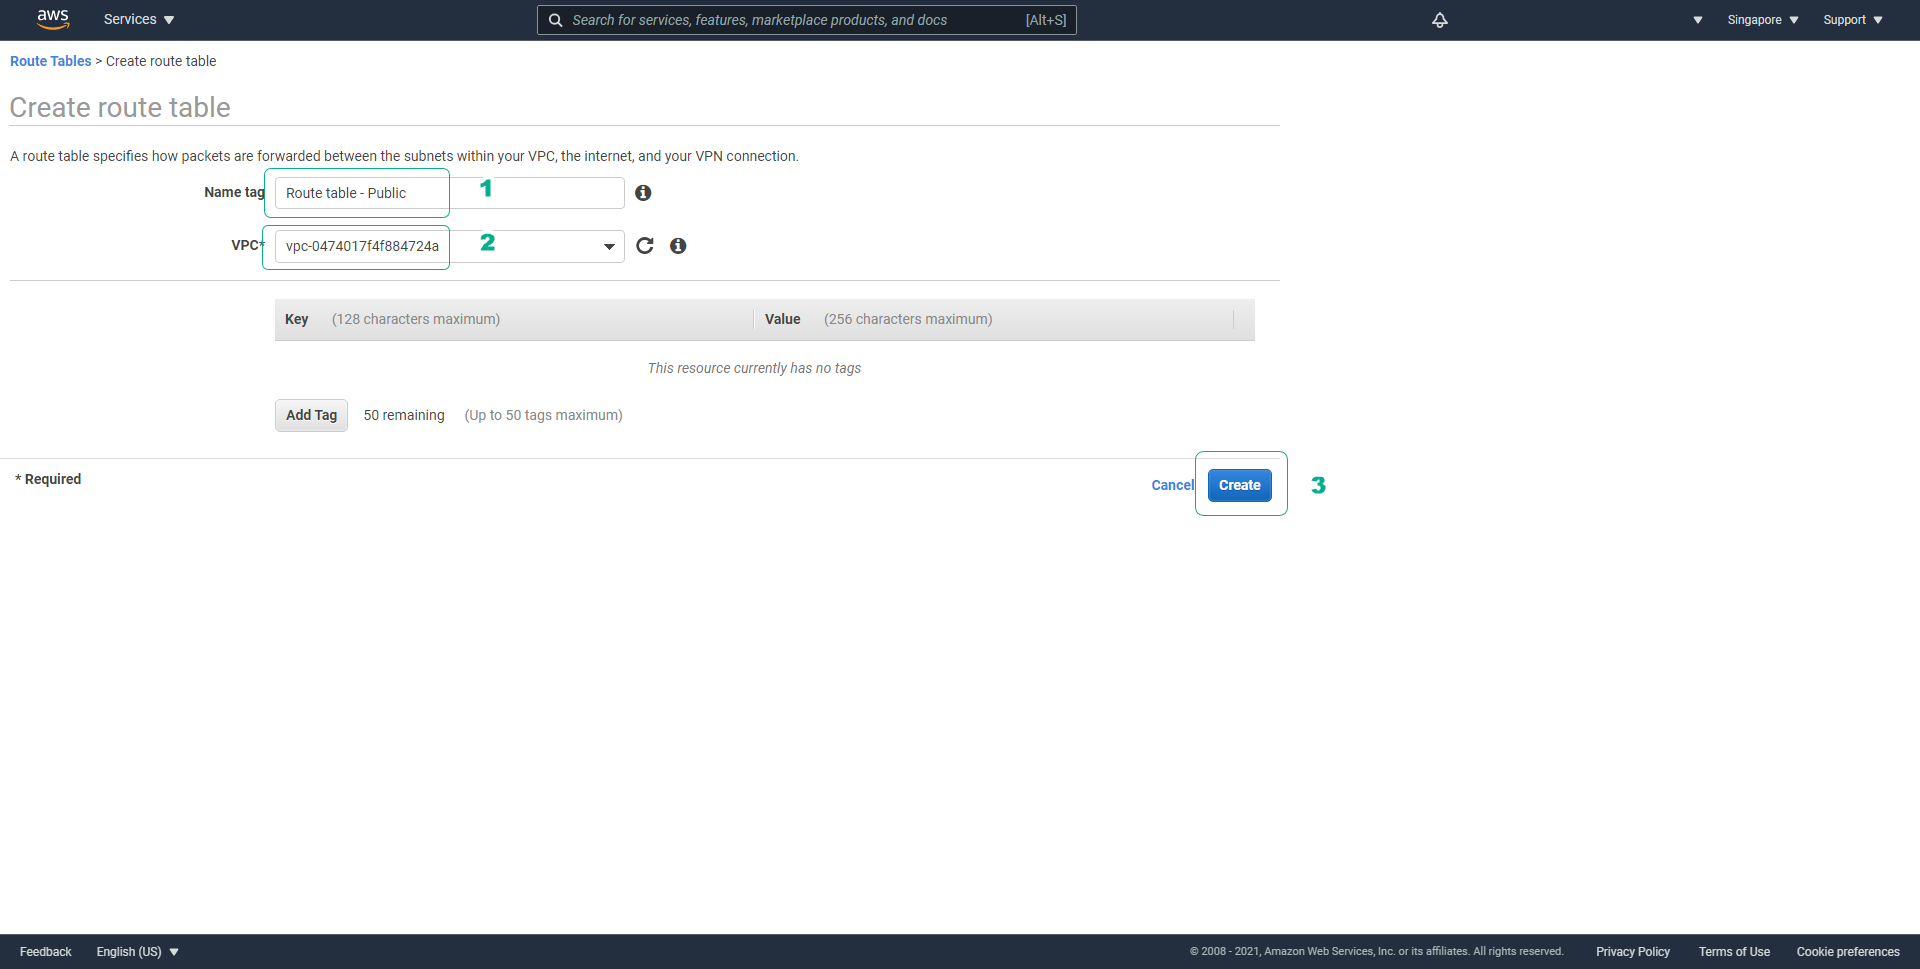 aws Services Search for services, features, marketplace products, and docs [Alt+S] Singapore Support
Route Tables > Create route table
Create route table
A route table specifies how packets are forwarded between the subnets within your VPC, the internet, and your VPN connection.
Name tag Route table - Public 1
VPC* vpc-0474017f4f884724a 2
Key (128 characters maximum) Value (256 characters maximum)
This resource currently has no tags
Add Tag 50 remaining (Up to 50 tags maximum)
* Required Cancel Create 3
Feedback English (US) © 2008 - 2021, Amazon Web Services, Inc. or its affiliates. All rights reserved. Privacy Policy Terms of Use Cookie preferences